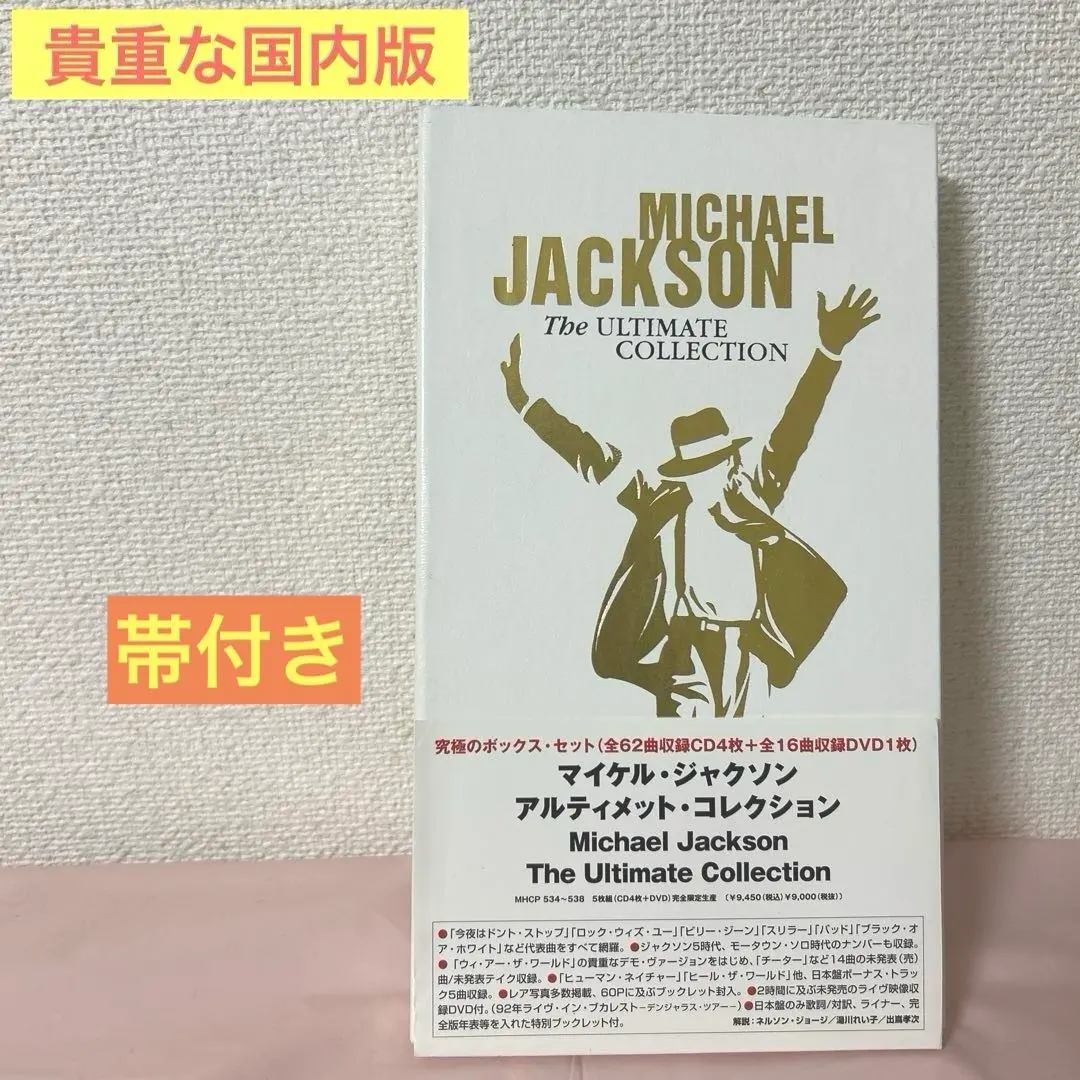 貴重な国内版
MICHAEL
JACKSON
The ULTIMATE
COLLECTION
帯付き
究極のボックス・セット(全62曲収録CD4枚+全16曲収録DVD1枚)
マイケル・ジャクソン
アルティメット・コレクション
Michael Jackson
The Ultimate Collection
MHCP 534~538 5枚組(CD4枚+DVD)完全限定生産 (¥9,450(税込)¥9,000(税抜))
●「今夜はドント・ストップ」「ロック・ウィズ・ユー」「ビリー・ジーン」「スリラー」「バッド」「ブラック・オ
ア・ホワイト」など代表曲をすべて網羅。●ジャクソン5時代、モータウン・ソロ時代のナンバーも収録。
●「ウィ・アー・ザ・ワールド」の貴重なデモ・ヴァージョンをはじめ、「チーター」など14曲の未発表(売)
曲/未発表テイク収録。●「ヒューマン・ネイチャー」「ヒール・ザ・ワールド」他、日本盤ボーナス・トラッ
ク5曲収録。●レア写真多数掲載、60Pに及ぶブックレット封入。●2時間に及ぶ未発売のライヴ映像収
録DVD付。('92年ライヴ・イン・ブカレスト−デンジャラス・ツアー−)●日本盤のみ歌詞/対訳、ライナー、完
全版年表等を入れた特別ブックレット付。 解説:ネルソン・ジョージ/湯川れい子/出嶌孝次